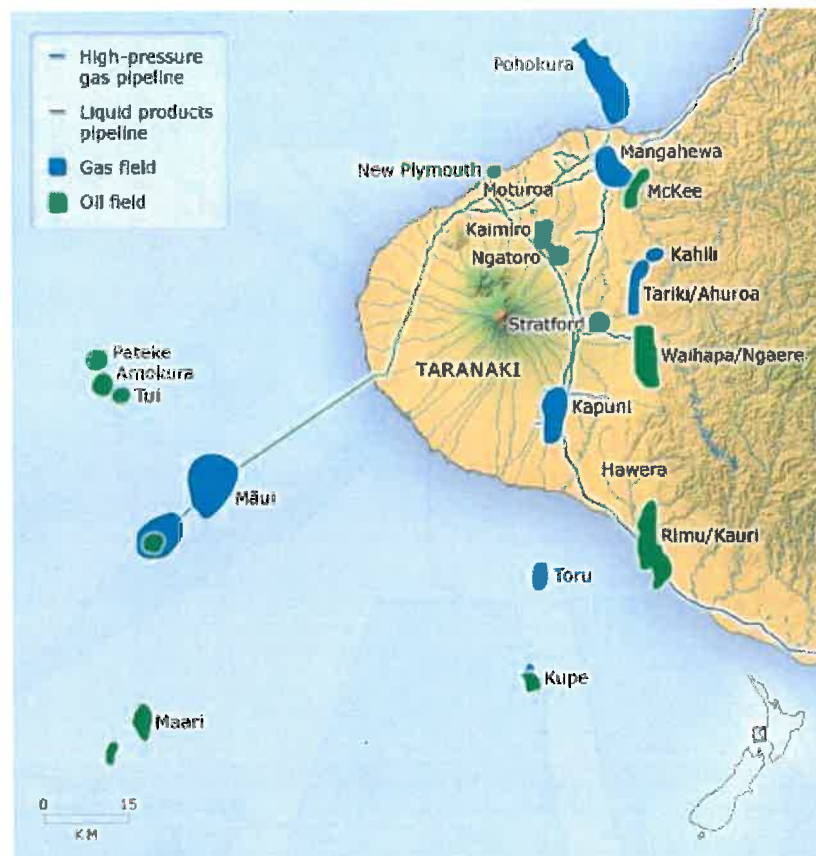 High-pressure
gas pipeline
Liquid products
pipeline
Gas field
Oil field
Pohokura
Mangahewa
New Plymouth
Moturoa
McKee
Kaimiro
Ngatoro
Kahili
Tariki/Ahuroa
Stratford
Pateke
Amokura
Tui
Waihapa/Ngaere
TARANAKI
Kapuni
Hawera
Māui
Rimu/Kauri
Toru
Kupe
Maari
0 15
KM